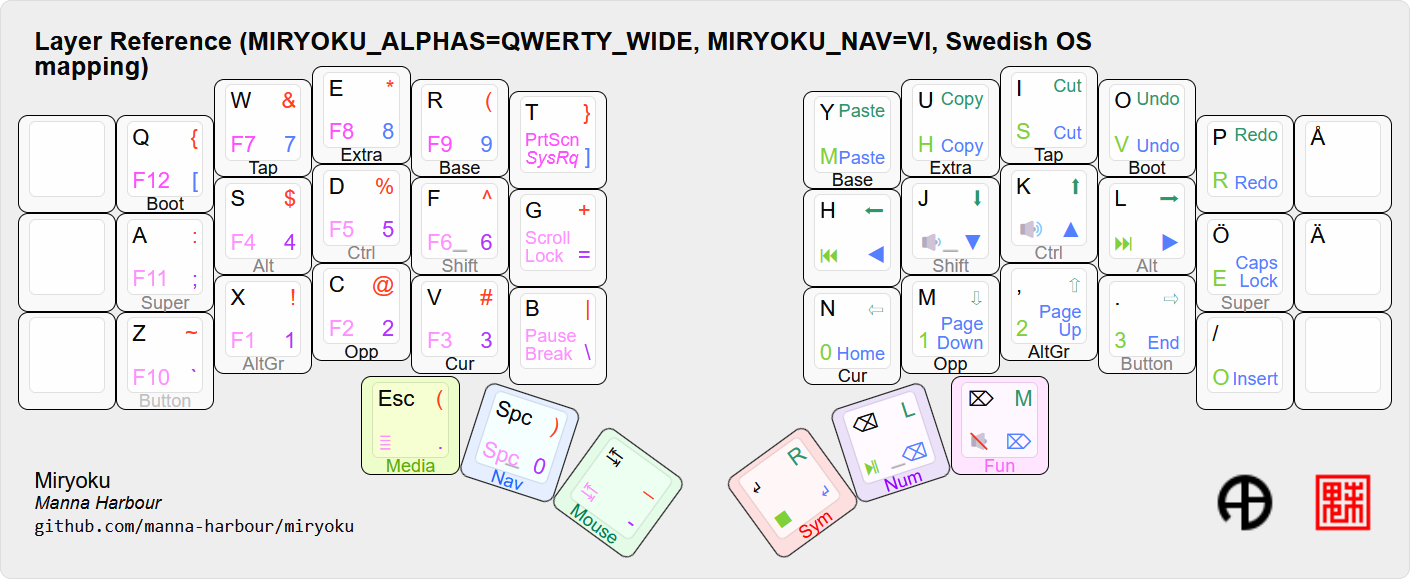 Layer Reference (MIRYOKU_ALPHAS=QWERTY_WIDE, MIRYOKU_NAV=VI, Swedish OS
mapping)
Q {
F12 [
Boot
W &
F7 7
Tap
E *
F8 8
Extra
R (
F9 9
Base
T }
PrtScn
SysRq ]
Y Paste
M Paste
Base
U Copy
H Copy
Extra
I Cut
S Cut
Tap
O Undo
V Undo
Boot
P Redo
R Redo
Å
A :
F11 ;
Super
S $
F4 4
Alt
D %
F5 5
Ctrl
F ^
F6_ 6
Shift
G +
Scroll
Lock =
H ←
⏮ ◀
J ⬇
🔉_ ▼
Shift
K ⬆
🔊 ▲
Ctrl
L →
⏭ ▶
Alt
Ö
Caps
E Lock
Super
Ä
Z ~
F10 `
Button
X !
F1 1
AltGr
C @
F2 2
Opp
V #
F3 3
Cur
B |
Pause
Break \
N ⇦
0 Home
Cur
M ⇩
Page
1 Down
Opp
, ⇧
Page
2 Up
AltGr
. ⇨
3 End
Button
/
O Insert
Esc (
☰ .
Media
Spc )
Spc_ 0
Nav
↹ _
↹ -
Mouse
↲ R
■ ↲
Sym
⌫ L
⏯ _⌫
Num
⌦ M
🔇 ⌦
Fun
Miryoku
Manna Harbour
github.com/manna-harbour/miryoku
魅